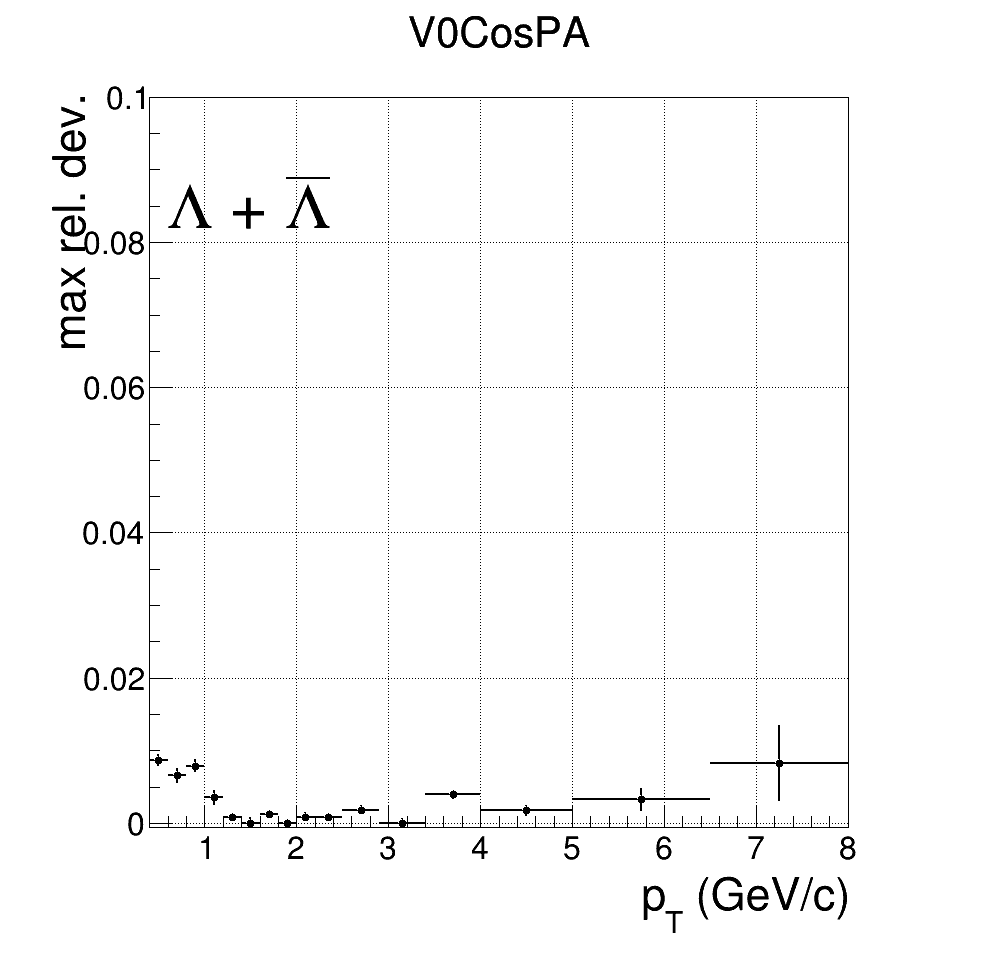 V0CosPA
max rel. dev.
0.1
0.08
0.06
0.04
0.02
0
Λ + Λ̅
1 2 3 4 5 6 7 8
p_T (GeV/c)